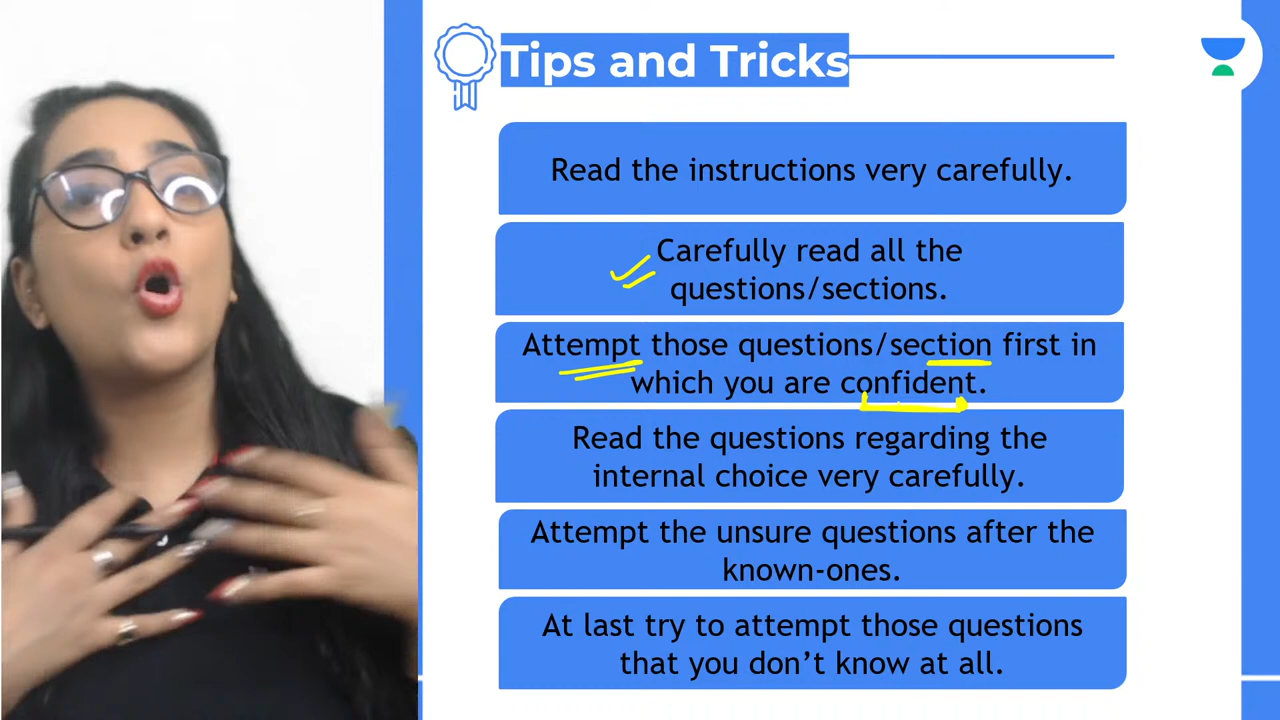 Tips and Tricks
Read the instructions very carefully.
Carefully read all the
questions/sections.
Attempt those questions/section first in
which you are confident.
Read the questions regarding the
internal choice very carefully.
Attempt the unsure questions after the
known-ones.
At last try to attempt those questions
that you don’t know at all.